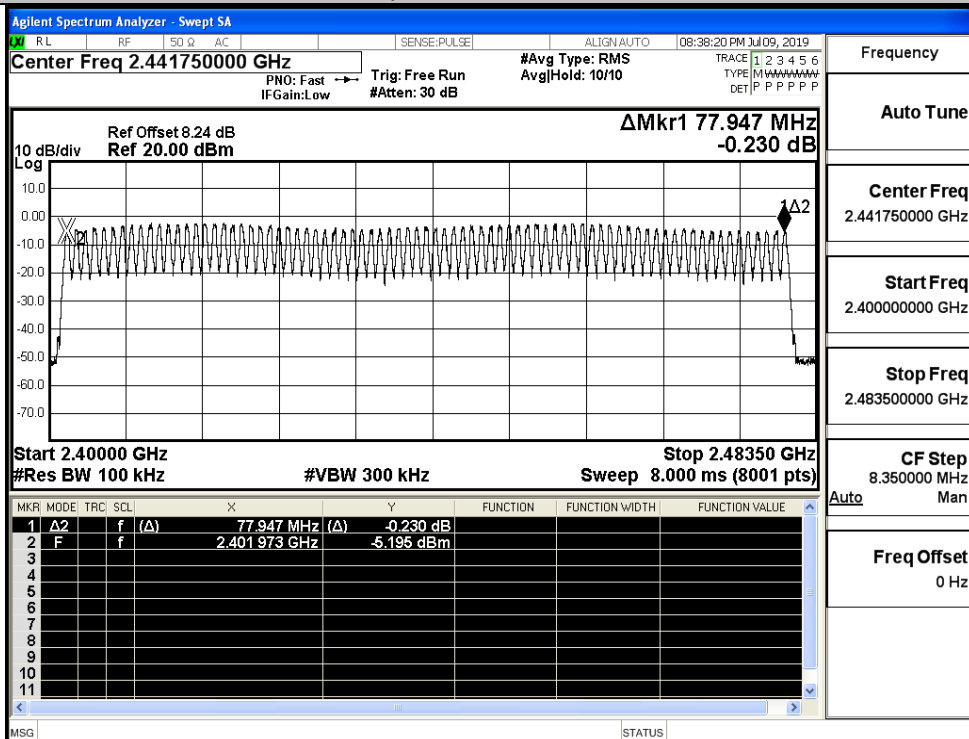 Agilent Spectrum Analyzer - Swept SA
LXI RL RF 50 Ω AC SENSE:PULSE ALIGN AUTO 08:38:20 PM Jul 09, 2019
Center Freq 2.441750000 GHz
PNO: Fast
IFGain:Low
Trig: Free Run
#Atten: 30 dB
#Avg Type: RMS
Avg|Hold: 10/10
TRACE 1 2 3 4 5 6
TYPE M WWWWW
DET P P P P P P
ΔMkr1 77.947 MHz
-0.230 dB
Ref Offset 8.24 dB
Ref 20.00 dBm
10 dB/div
Log
10.0
0.00
-10.0
-20.0
-30.0
-40.0
-50.0
-60.0
-70.0
2
1Δ2
Start 2.40000 GHz Stop 2.48350 GHz
#Res BW 100 kHz #VBW 300 kHz Sweep 8.000 ms (8001 pts)
MKR MODE TRC SCL X Y FUNCTION FUNCTION WIDTH FUNCTION VALUE
1 Δ2 f (Δ) 77.947 MHz (Δ) -0.230 dB
2 F f 2.401 973 GHz -5.195 dBm
3
4
5
6
7
8
9
10
11
MSG STATUS
Frequency
Auto Tune
Center Freq
2.441750000 GHz
Start Freq
2.400000000 GHz
Stop Freq
2.483500000 GHz
CF Step
8.350000 MHz
Auto Man
Freq Offset
0 Hz